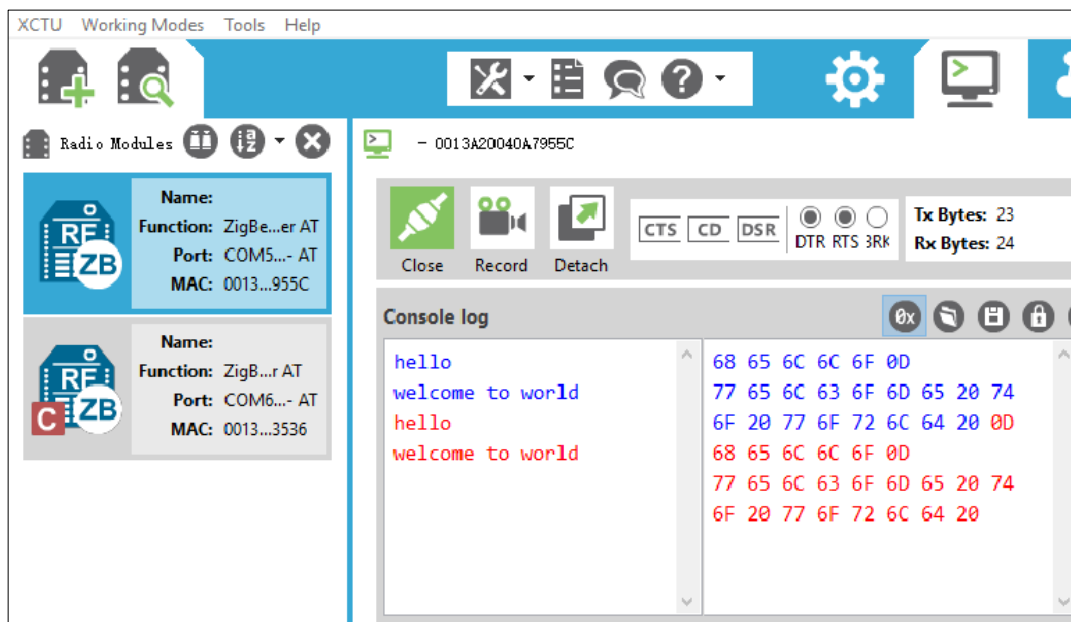 XCTU Working Modes Tools Help
Radio Modules
- 0013A20040A7955C
Name:
Function: ZigBe...er AT
Port: COM5...- AT
MAC: 0013...955C
Name:
Function: ZigB...r AT
Port: COM6...- AT
MAC: 0013...3536
RF
ZB
RF
C ZB
Close Record Detach
CTS CD DSR
DTR RTS BRK
Tx Bytes: 23
Rx Bytes: 24
Console log
0x
hello
welcome to world
hello
welcome to world
68 65 6C 6C 6F 0D
77 65 6C 63 6F 6D 65 20 74
6F 20 77 6F 72 6C 64 20 0D
68 65 6C 6C 6F 0D
77 65 6C 63 6F 6D 65 20 74
6F 20 77 6F 72 6C 64 20